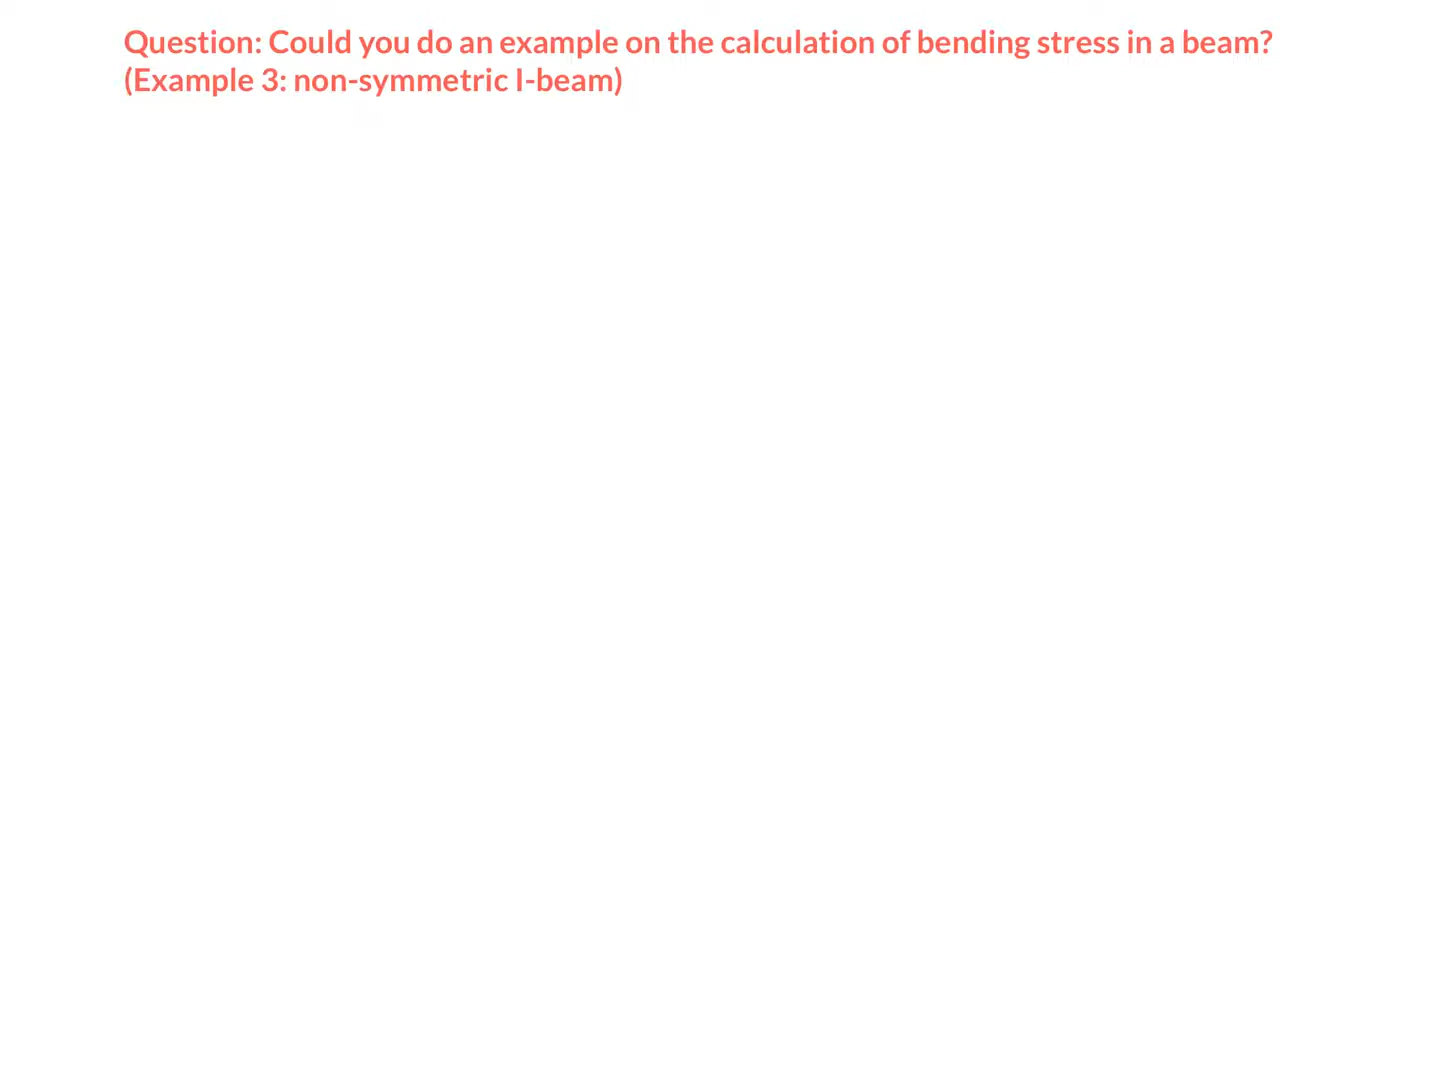 Question: Could you do an example on the calculation of bending stress in a beam?
(Example 3: non-symmetric I-beam)